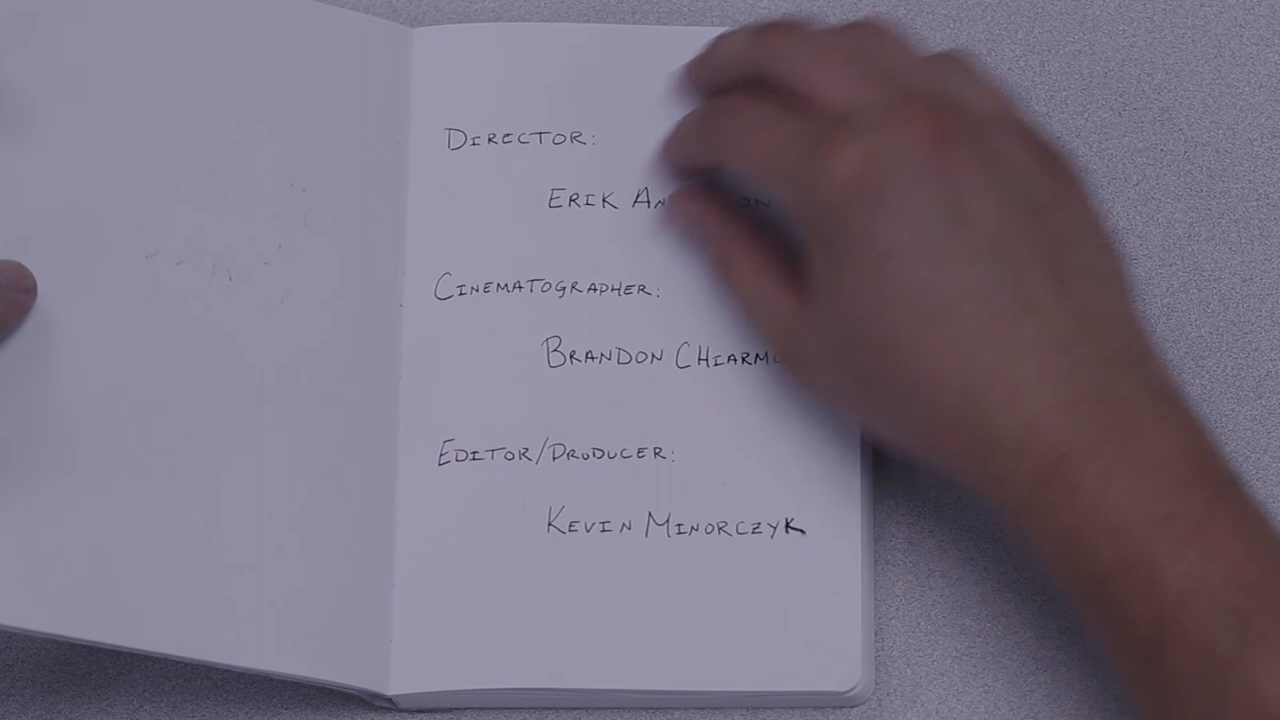 DIRECTOR:
ERIK
CINEMATOGRAPHER:
BRANDON
EDITOR/PRODUCER:
KEVIN MINORCZYK